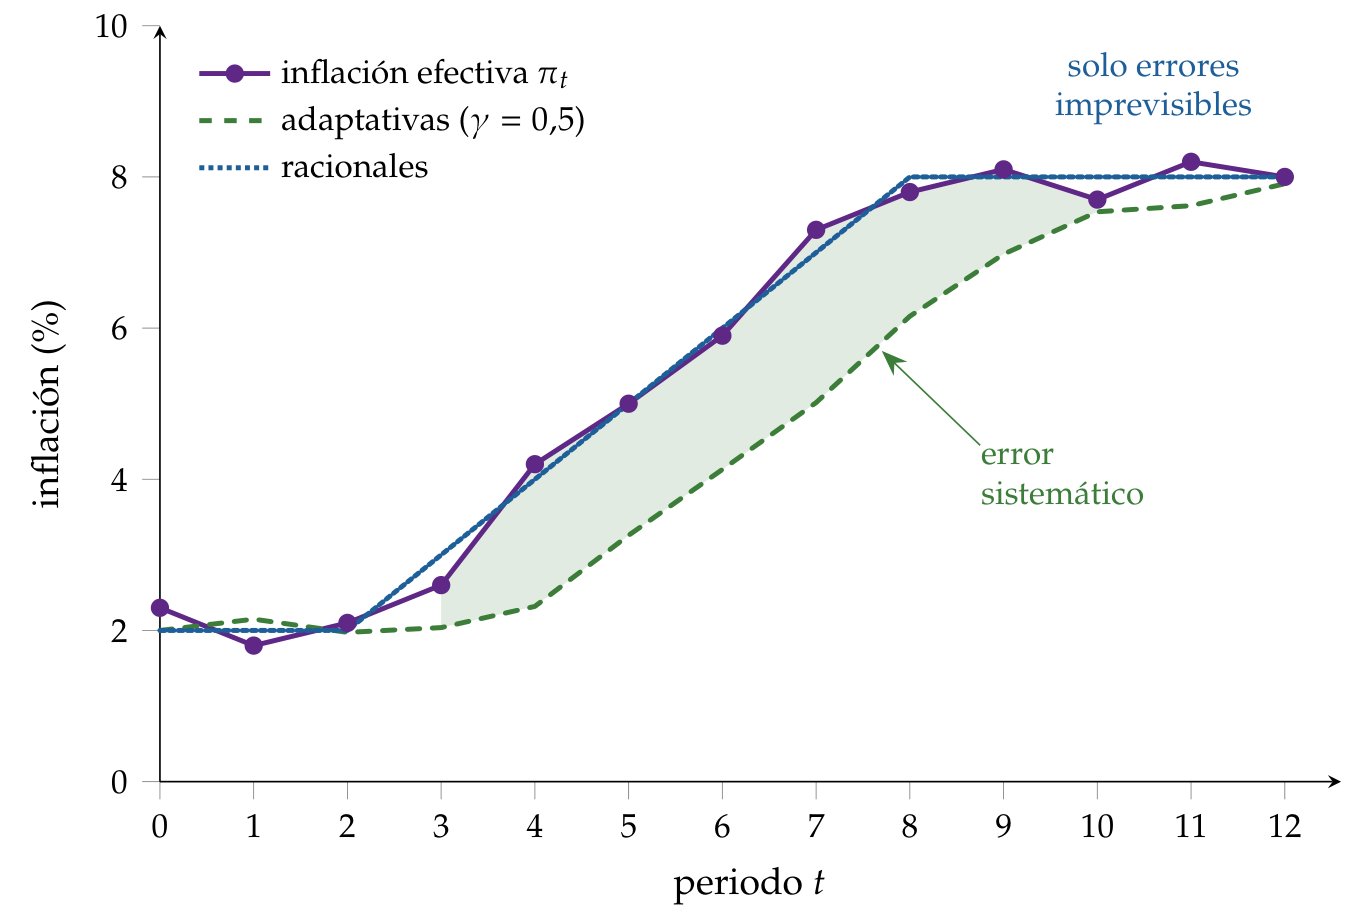 10
8
6
4
2
0
inflación (%)
inflación efectiva πₜ
adaptativas (γ = 0,5)
racionales
solo errores
imprevisibles
error
sistemático
0 1 2 3 4 5 6 7 8 9 10 11 12
periodo t